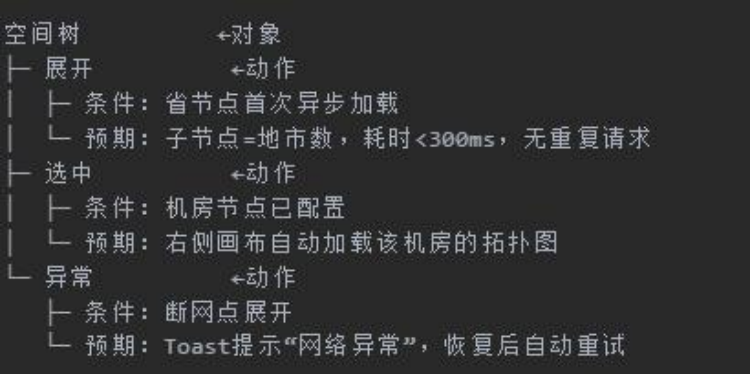 空间树 ←对象
├─ 展开 ←动作
│ ├─ 条件: 省节点首次异步加载
│ └─ 预期: 子节点=地市数，耗时<300ms，无重复请求
├─ 选中 ←动作
│ ├─ 条件: 机房节点已配置
│ └─ 预期: 右侧画布自动加载该机房的拓扑图
└─ 异常 ←动作
├─ 条件: 断网点展开
└─ 预期: Toast提示“网络异常”，恢复后自动重试